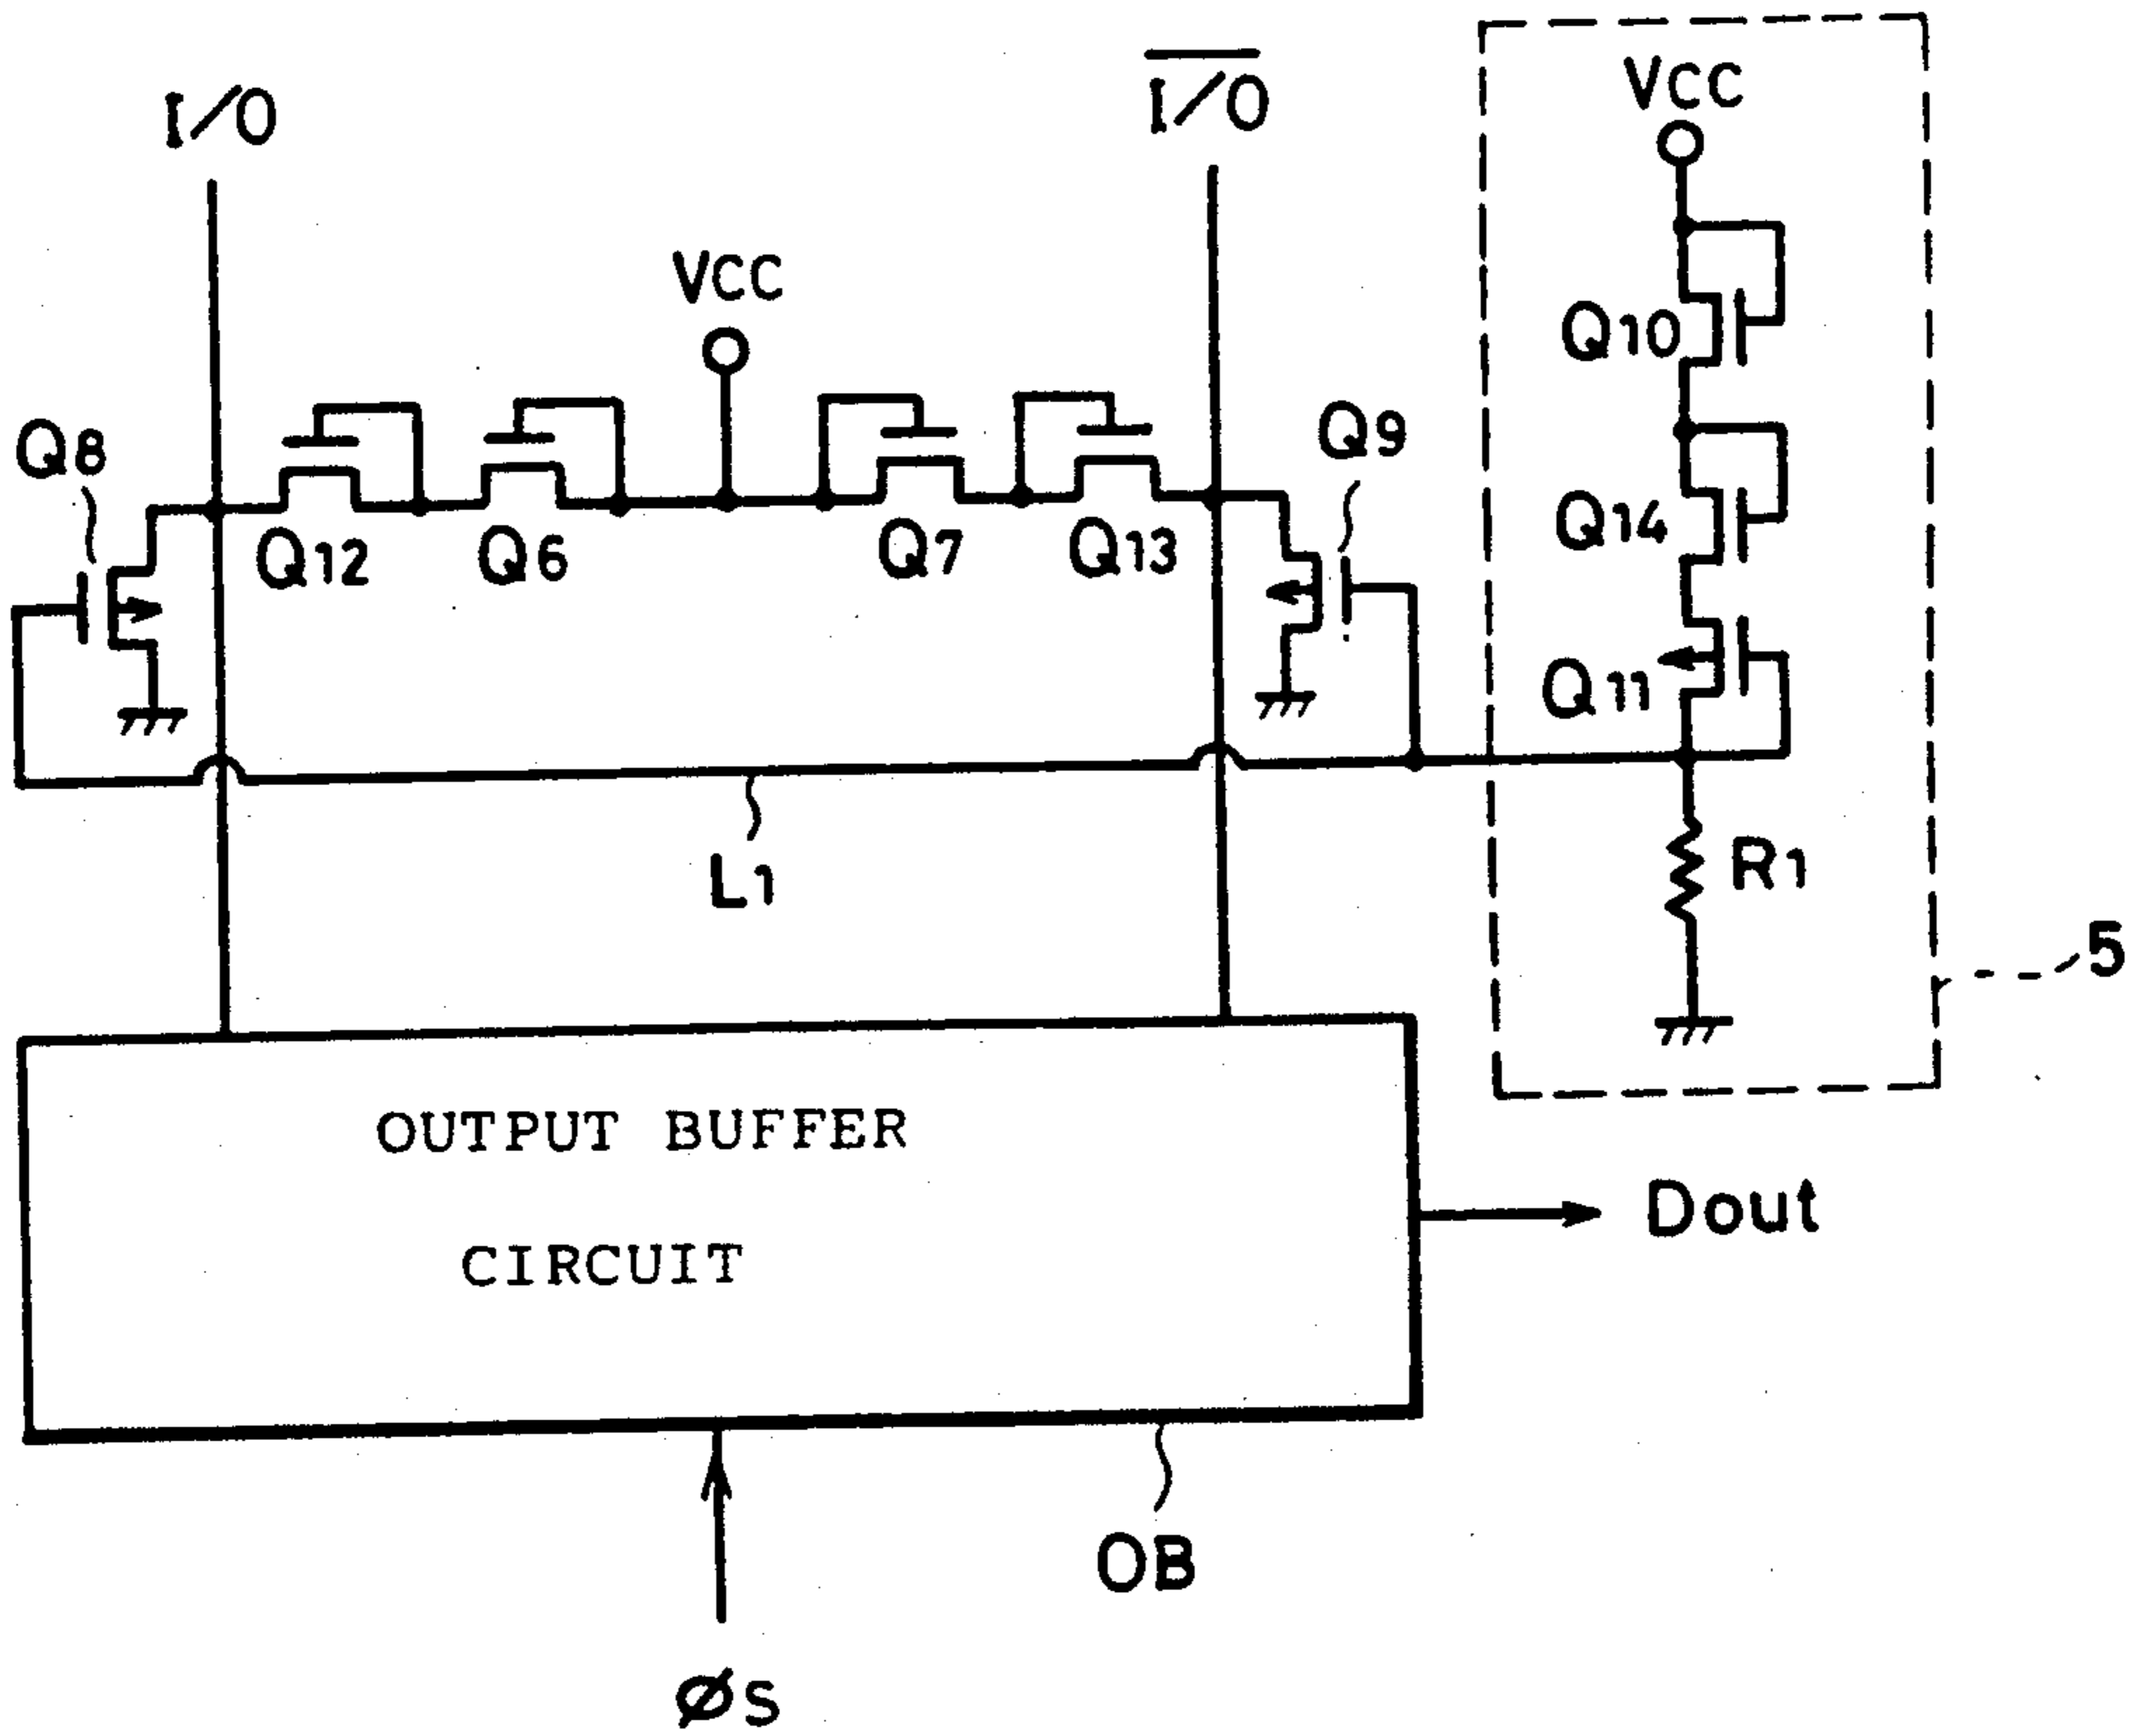 I/O
I/O
VCC
VCC
Q10
Q8
Q9
Q12
Q6
Q7
Q13
Q14
Q11
L1
R1
5
OUTPUT BUFFER
CIRCUIT
Dout
OB
ØS